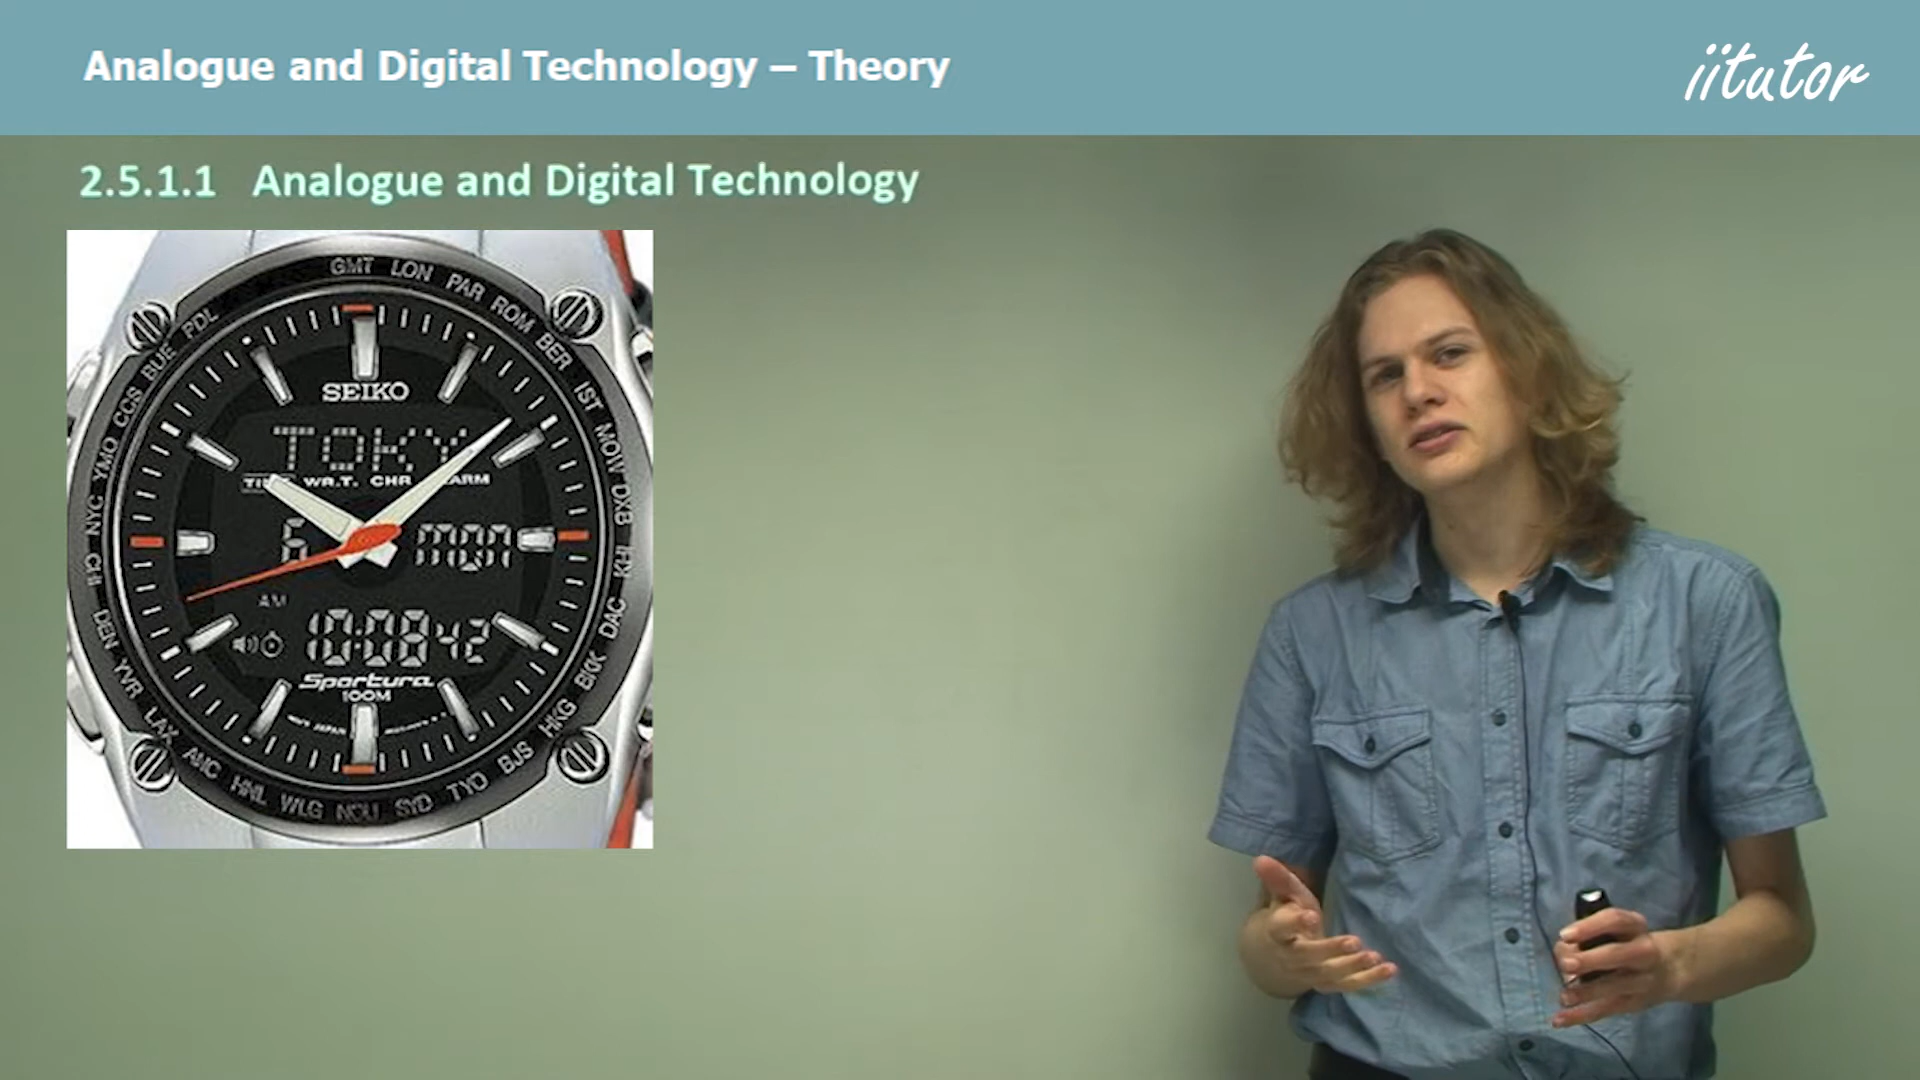 Analogue and Digital Technology – Theory
iitutor
2.5.1.1 Analogue and Digital Technology
GMT LON PAR ROM BER IST MOW DXB KHI DAC BKK HKG BJS TYO SYD NOU WLG HNL ANC LAX YVR DEN CHI NYC YMQ CCS BUE PDL
SEIKO
TOKY
WR.T. CHR
6 MON
AM
10:08 42
Sportura
100M